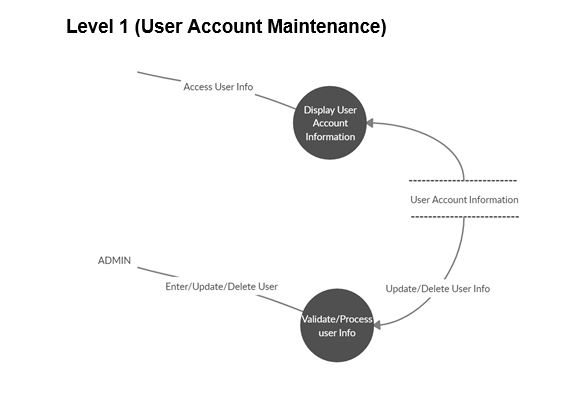 Level 1 (User Account Maintenance)
Access User Info
Display User
Account
Information
User Account Information
ADMIN
Enter/Update/Delete User
Update/Delete User Info
Validate/Process
user Info